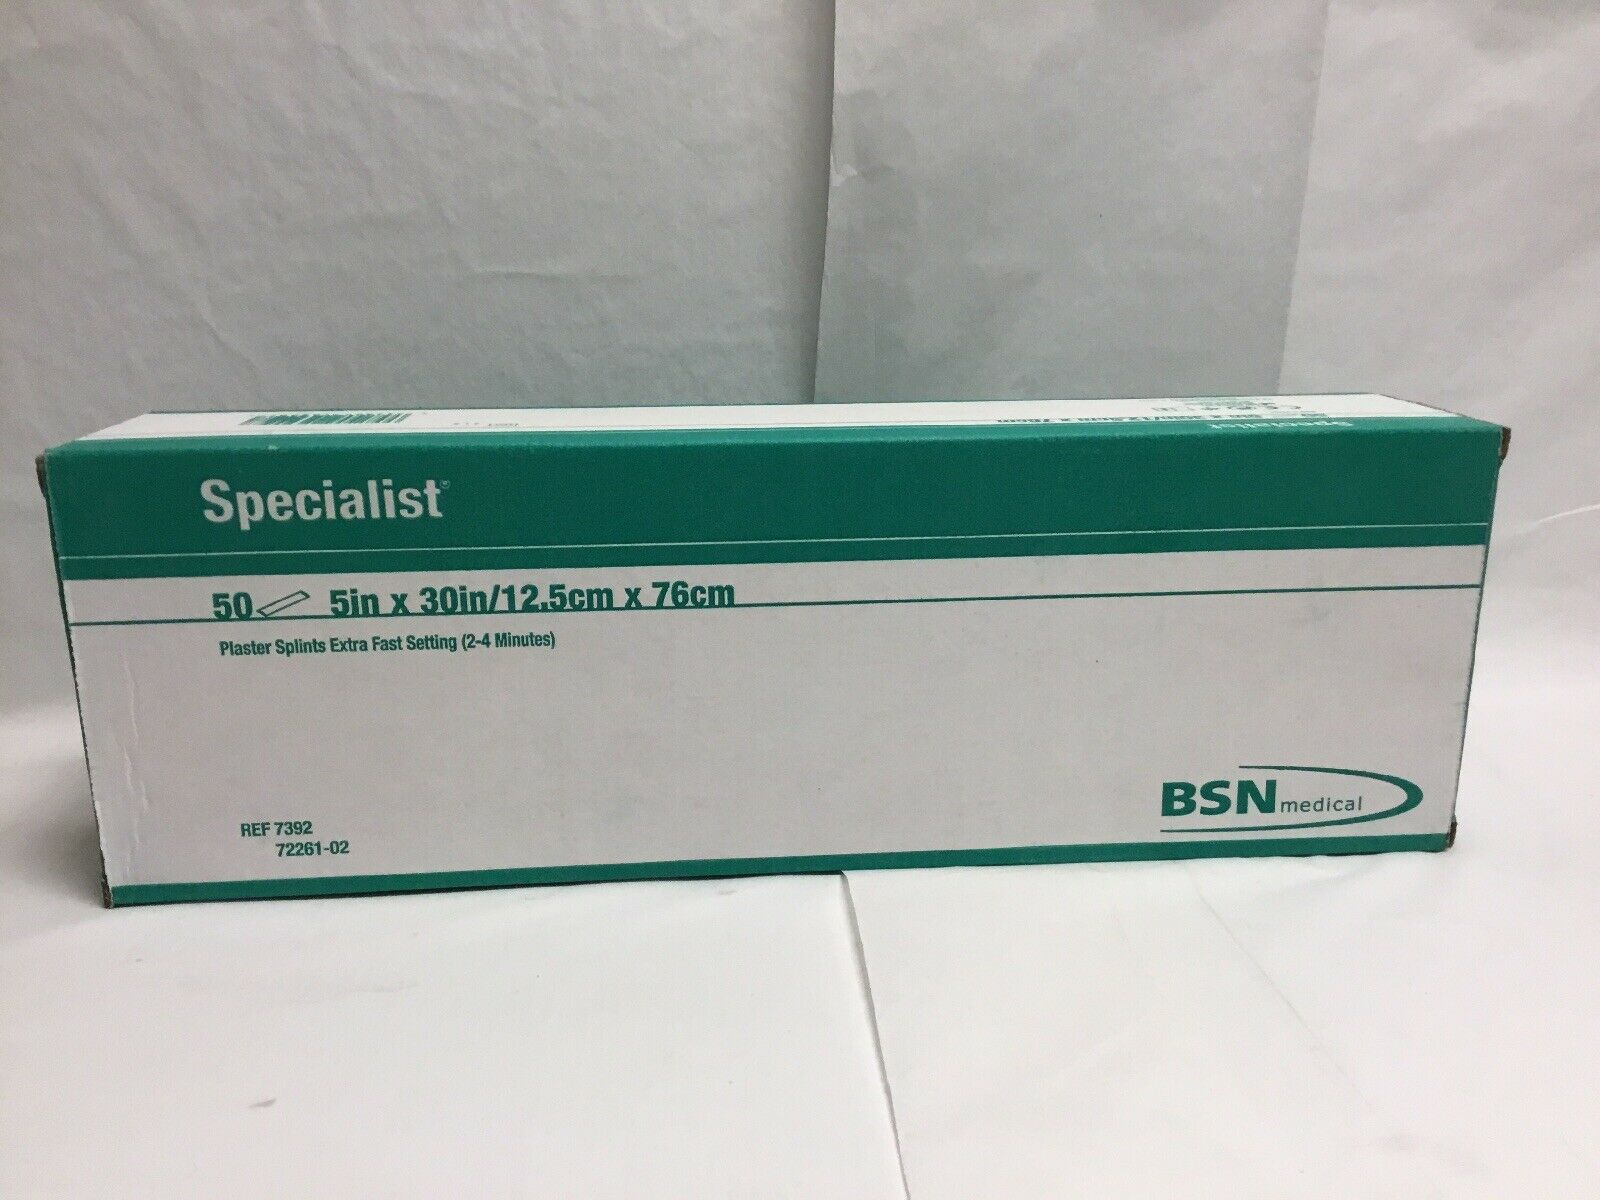 Specialist®
50 5in x 30in/12.5cm x 76cm
Plaster Splints Extra Fast Setting (2-4 Minutes)
REF 7392
72261-02
BSN medical
Specialist